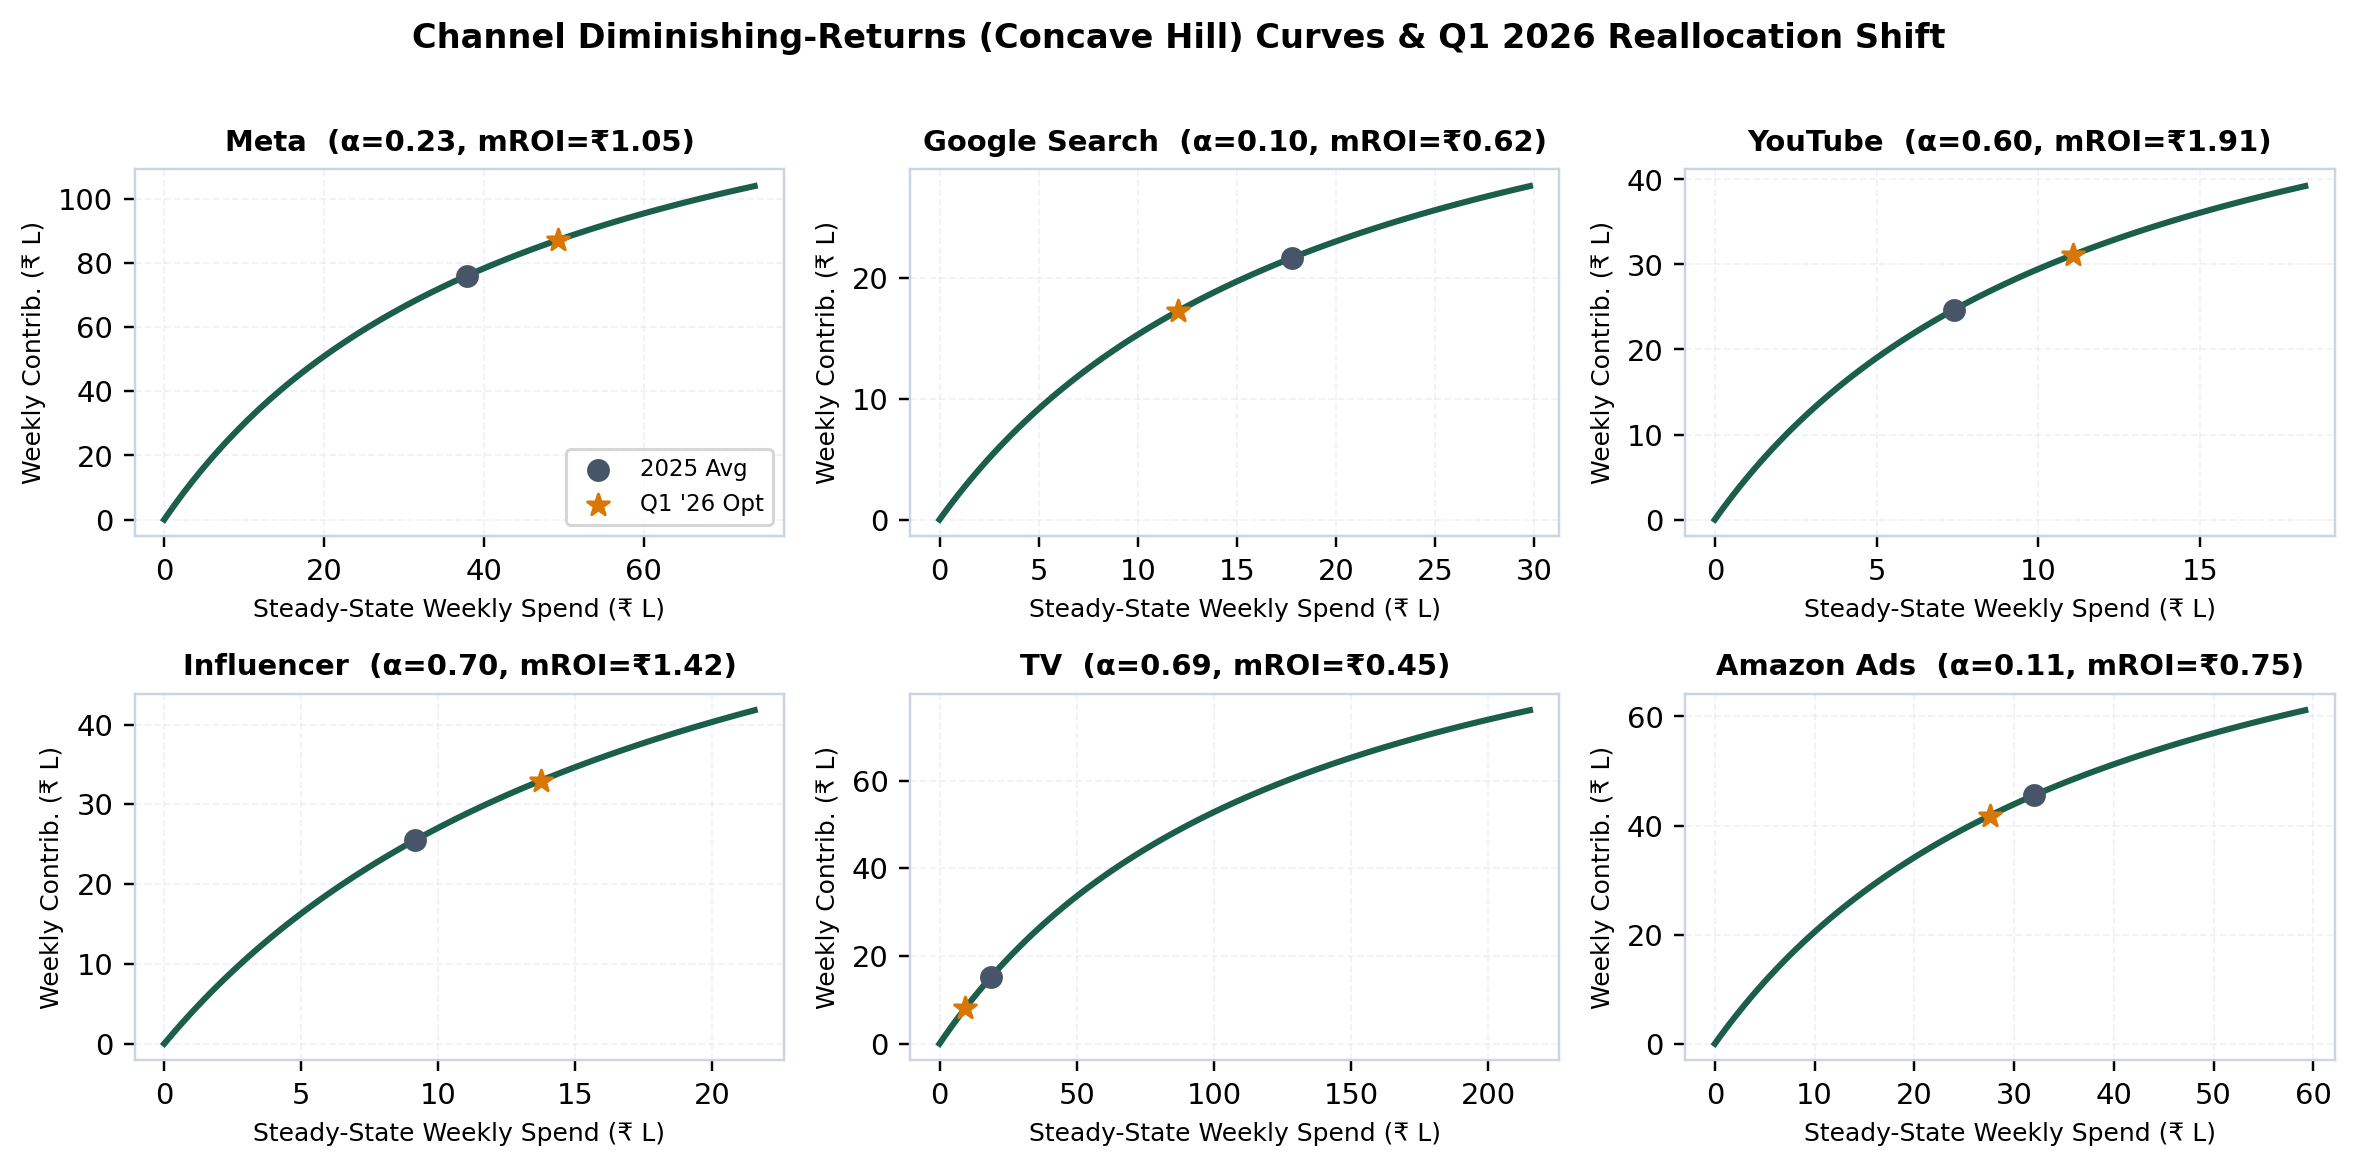 Channel Diminishing-Returns (Concave Hill) Curves & Q1 2026 Reallocation Shift
Meta (α=0.23, mROI=₹1.05)
Weekly Contrib. (₹ L)
100
80
60
40
20
0
2025 Avg
Q1 '26 Opt
0 20 40 60
Steady-State Weekly Spend (₹ L)
Google Search (α=0.10, mROI=₹0.62)
Weekly Contrib. (₹ L)
20
10
0
0 5 10 15 20 25 30
Steady-State Weekly Spend (₹ L)
YouTube (α=0.60, mROI=₹1.91)
Weekly Contrib. (₹ L)
40
30
20
10
0
0 5 10 15
Steady-State Weekly Spend (₹ L)
Influencer (α=0.70, mROI=₹1.42)
Weekly Contrib. (₹ L)
40
30
20
10
0
0 5 10 15 20
Steady-State Weekly Spend (₹ L)
TV (α=0.69, mROI=₹0.45)
Weekly Contrib. (₹ L)
60
40
20
0
0 50 100 150 200
Steady-State Weekly Spend (₹ L)
Amazon Ads (α=0.11, mROI=₹0.75)
Weekly Contrib. (₹ L)
60
40
20
0
0 10 20 30 40 50 60
Steady-State Weekly Spend (₹ L)